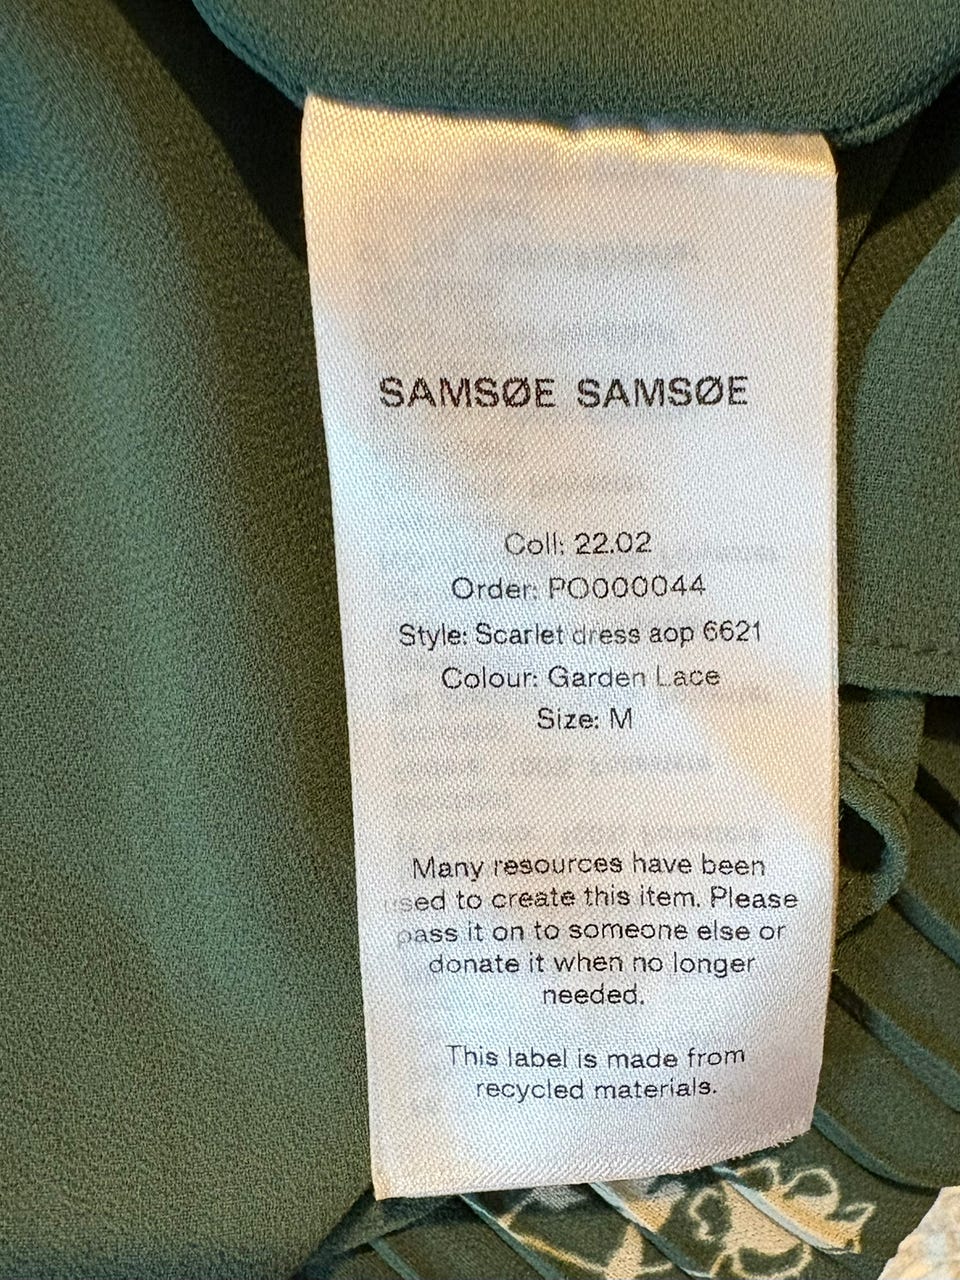 SAMSØE SAMSØE
Coll: 22.02
Order: PO000044
Style: Scarlet dress aop 6621
Colour: Garden Lace
Size: M
Many resources have been
used to create this item. Please
pass it on to someone else or
donate it when no longer
needed.
This label is made from
recycled materials.